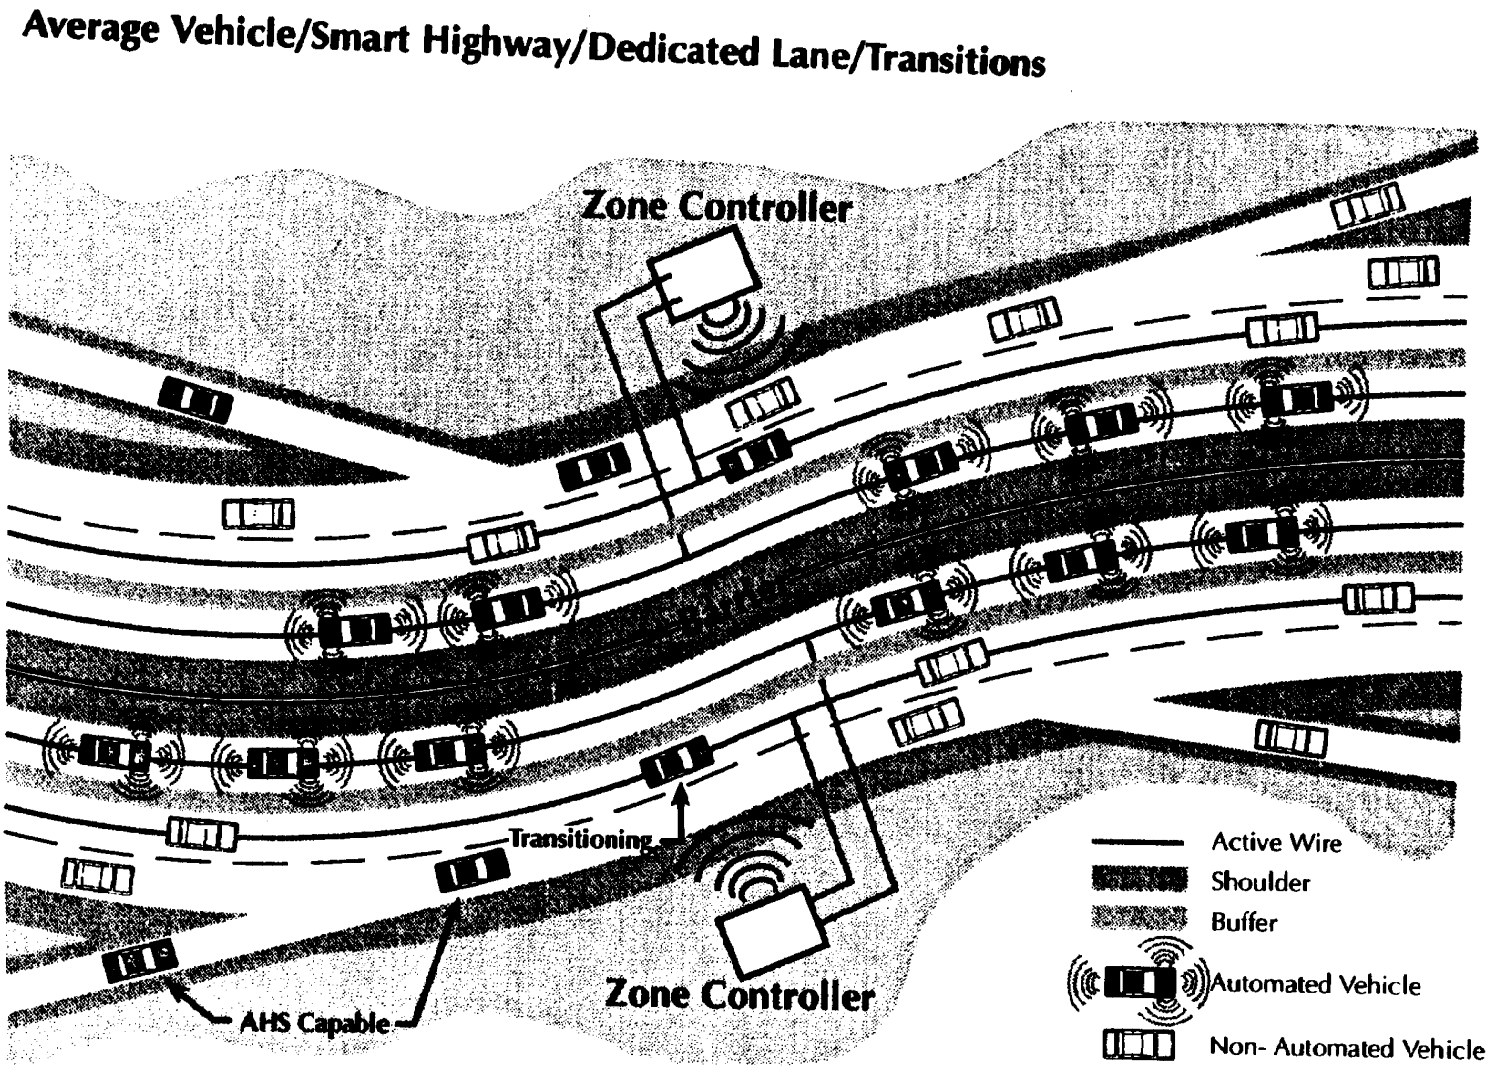 Average Vehicle/Smart Highway/Dedicated Lane/Transitions
Zone Controller
Transitioning
AHS Capable
Zone Controller
Active Wire
Shoulder
Buffer
Automated Vehicle
Non- Automated Vehicle